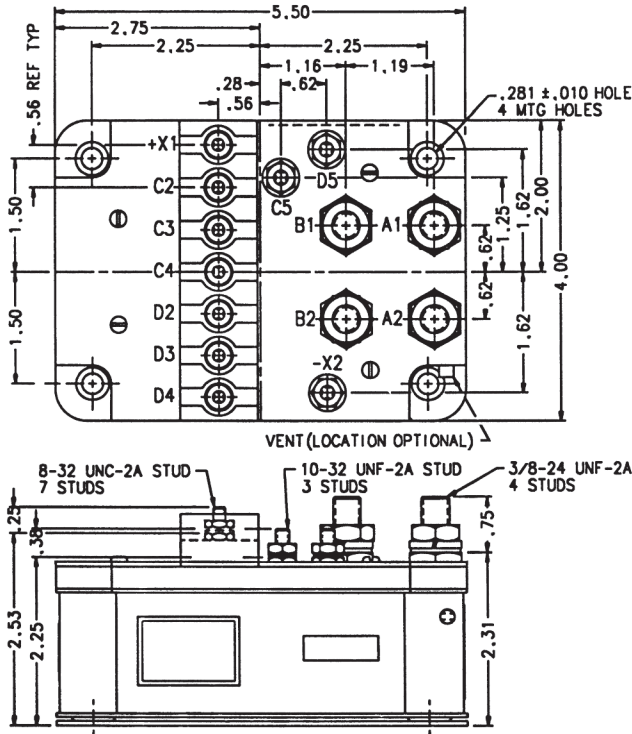 5.50
2.75
2.25 2.25
1.16 1.19
.28 .62
.56
.56 REF TYP
.281 ±.010 HOLE
4 MTG HOLES
+X1
C2
C3
C4
D2
D3
D4
D5
C5
B1 A1
B2 A2
-X2
1.50
1.50
.62
.62
1.25
1.62
2.00
1.62
4.00
VENT (LOCATION OPTIONAL)
8-32 UNC-2A STUD
7 STUDS
10-32 UNF-2A STUD
3 STUDS
3/8-24 UNF-2A
4 STUDS
.25
.38
.75
2.53
2.25
2.31